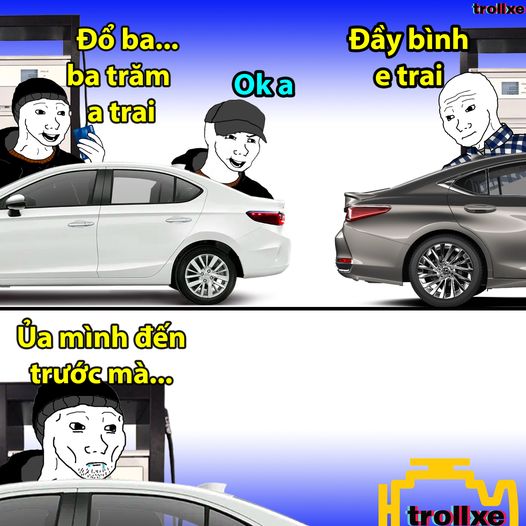 trollxe
Đổ ba...
ba trăm
a trai
Ok a
Đầy bình
e trai
Ủa mình đến
trước mà...
trollxe